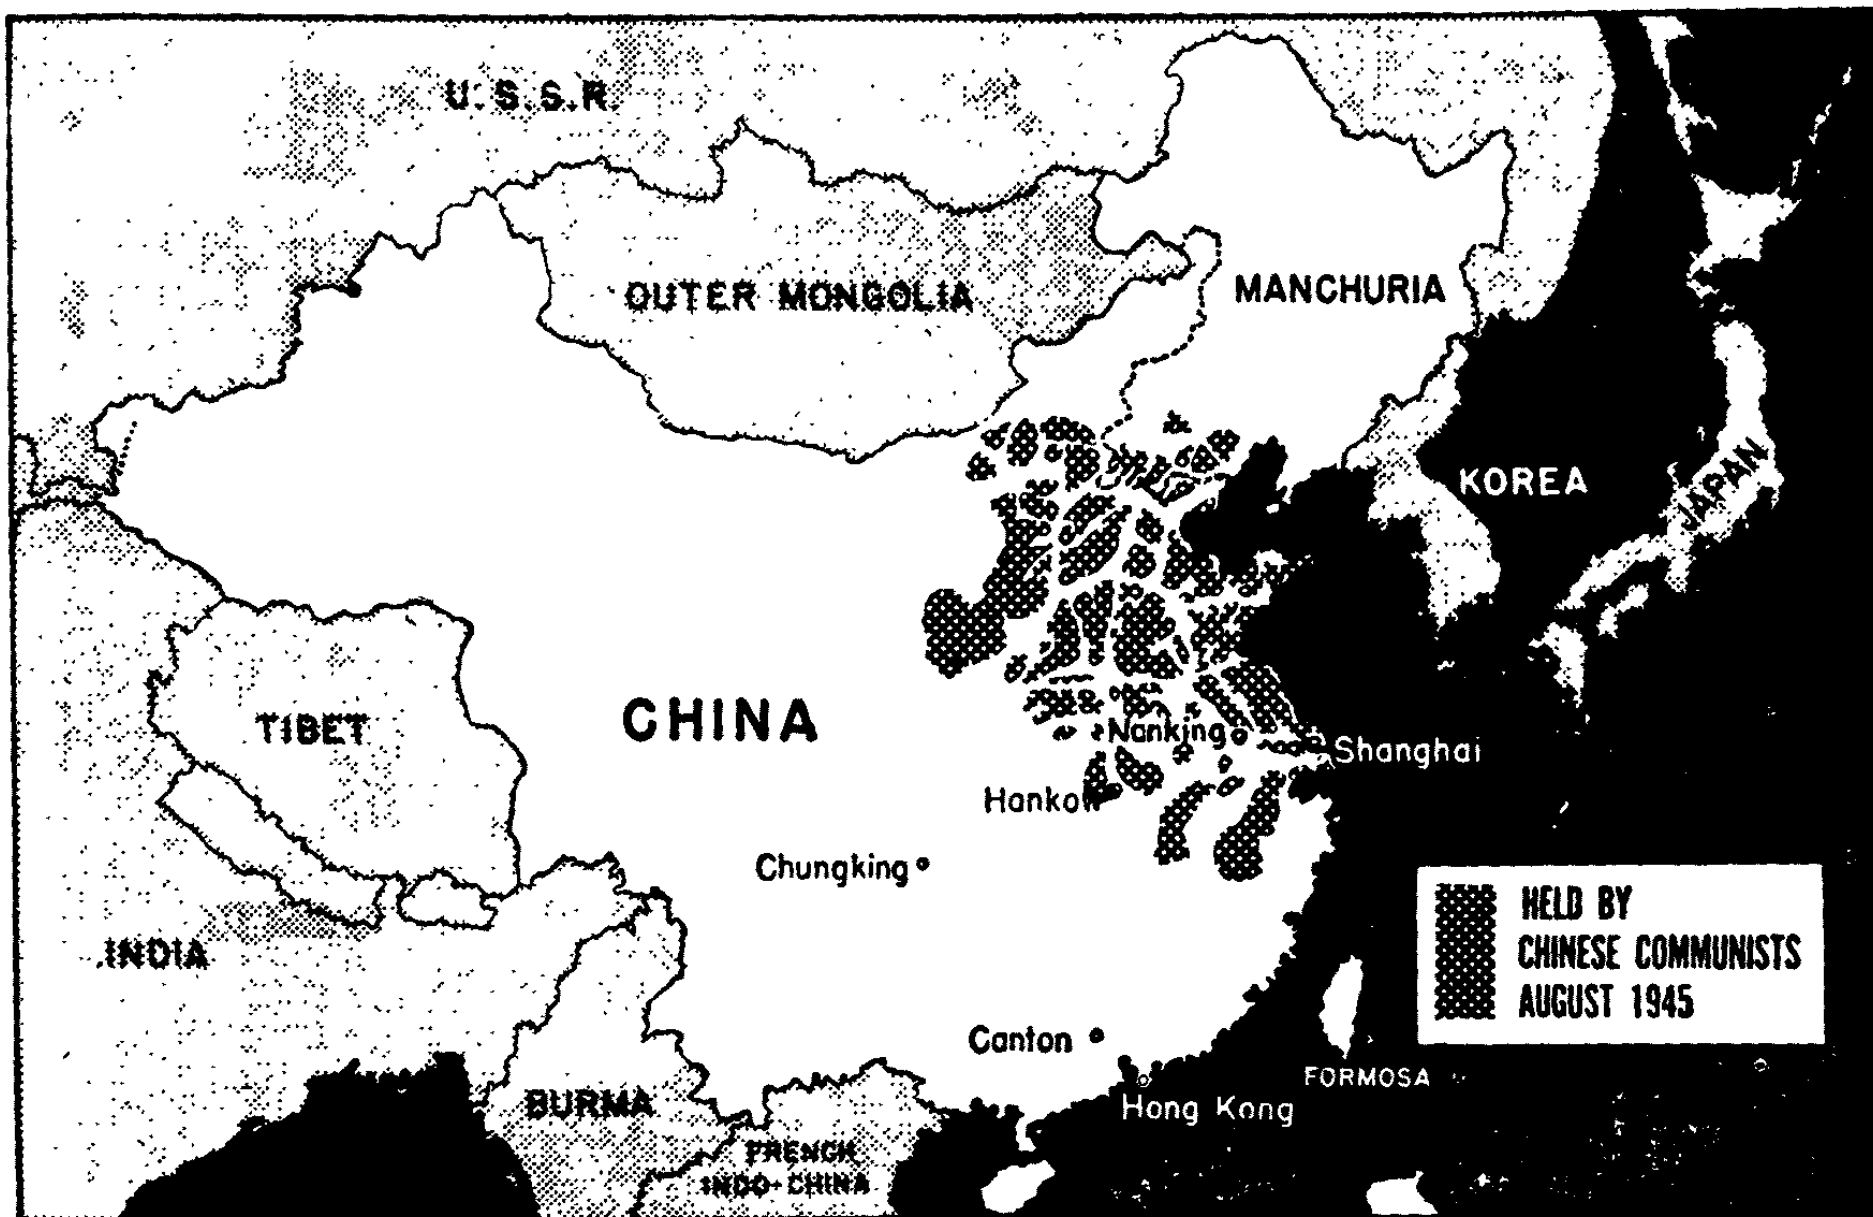 U.S.S.R.
OUTER MONGOLIA
MANCHURIA
KOREA
JAPAN
TIBET
CHINA
Nanking
Shanghai
Hankow
Chungking
HELD BY
CHINESE COMMUNISTS
AUGUST 1945
INDIA
Canton
FORMOSA
BURMA
Hong Kong
FRENCH
INDO-CHINA